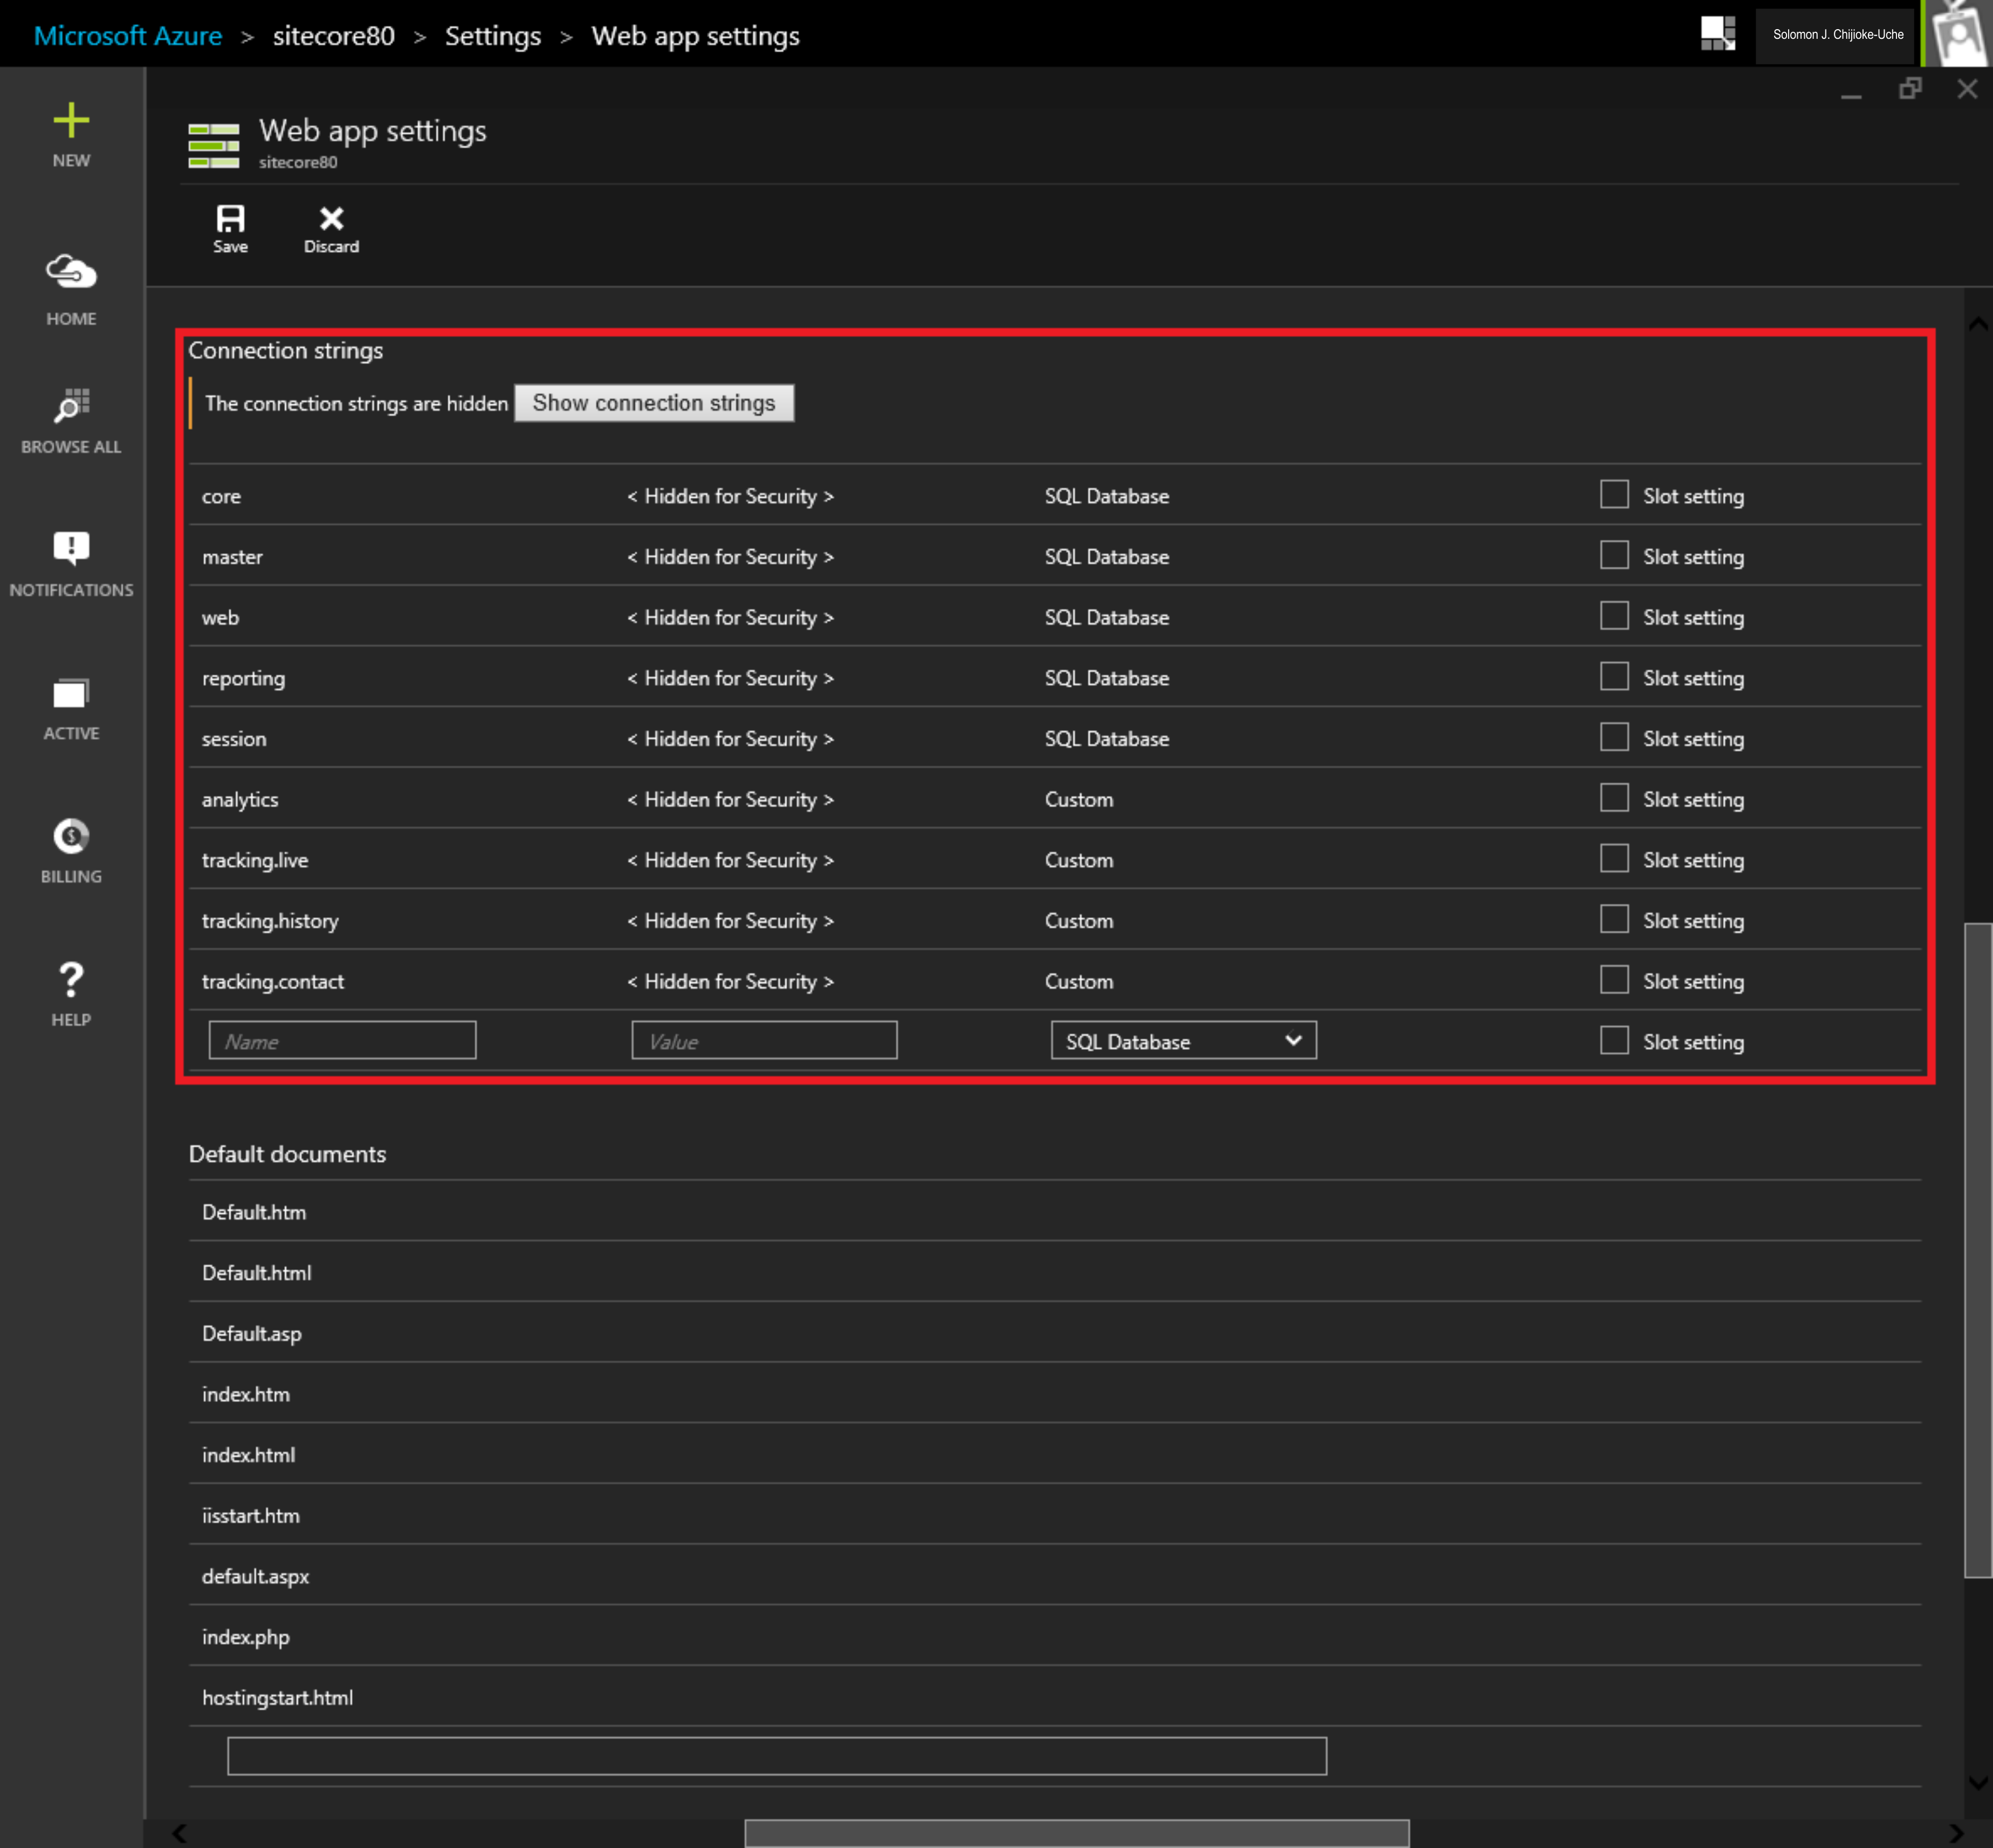 Microsoft Azure > sitecore80 > Settings > Web app settings
Solomon J. Chijioke-Uche
NEW
HOME
BROWSE ALL
NOTIFICATIONS
ACTIVE
BILLING
HELP
Web app settings
sitecore80
Save Discard
Connection strings
The connection strings are hidden Show connection strings
core < Hidden for Security > SQL Database Slot setting
master < Hidden for Security > SQL Database Slot setting
web < Hidden for Security > SQL Database Slot setting
reporting < Hidden for Security > SQL Database Slot setting
session < Hidden for Security > SQL Database Slot setting
analytics < Hidden for Security > Custom Slot setting
tracking.live < Hidden for Security > Custom Slot setting
tracking.history < Hidden for Security > Custom Slot setting
tracking.contact < Hidden for Security > Custom Slot setting
Name Value SQL Database Slot setting
Default documents
Default.htm
Default.html
Default.asp
index.htm
index.html
iisstart.htm
default.aspx
index.php
hostingstart.html